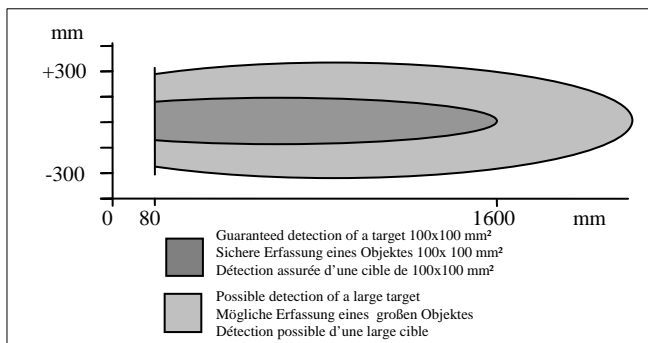 mm
+300
-300
0 80 1600 mm
Guaranteed detection of a target 100x100 mm²
Sichere Erfassung eines Objektes 100x 100 mm²
Détection assurée d'une cible de 100x100 mm²
Possible detection of a large target
Mögliche Erfassung eines großen Objektes
Détection possible d'une large cible